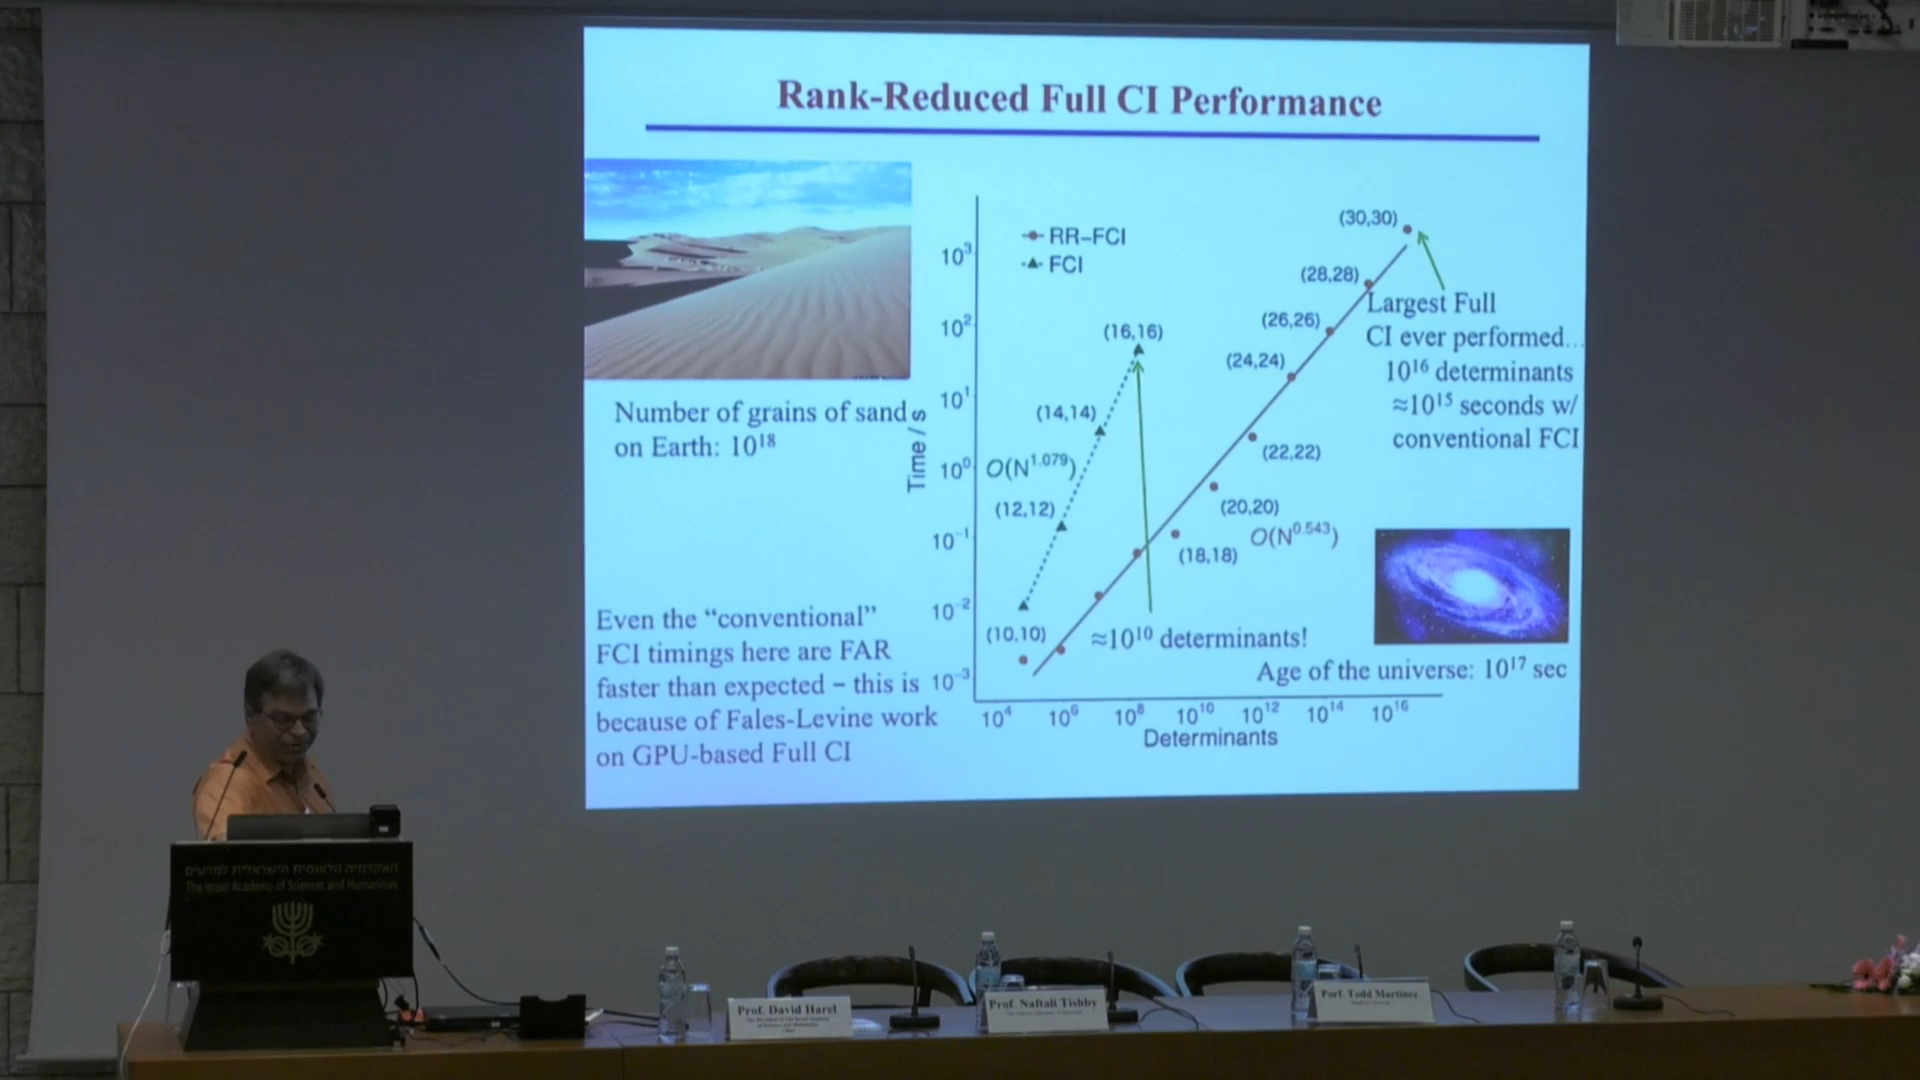 Rank-Reduced Full CI Performance
RR-FCI
FCI
Number of grains of sand
on Earth: 10¹⁸
Even the “conventional”
FCI timings here are FAR
faster than expected – this is
because of Fales-Levine work
on GPU-based Full CI
Time / s
10³
10²
10¹
10⁰
10⁻¹
10⁻²
10⁻³
(30,30)
(28,28)
(26,26)
(24,24)
(22,22)
(20,20)
(18,18)
(16,16)
(14,14)
(12,12)
(10,10)
O(N¹·⁰⁷⁹)
O(N⁰·⁵⁴³)
Largest Full
CI ever performed...
10¹⁶ determinants
≈10¹⁵ seconds w/
conventional FCI
≈10¹⁰ determinants!
Age of the universe: 10¹⁷ sec
10⁴ 10⁶ 10⁸ 10¹⁰ 10¹² 10¹⁴ 10¹⁶
Determinants
האקדמיה הלאומית הישראלית למדעים
The Israel Academy of Sciences and Humanities
Prof. David Harel
Prof. Naftali Tishby
Porf. Todd Martinez